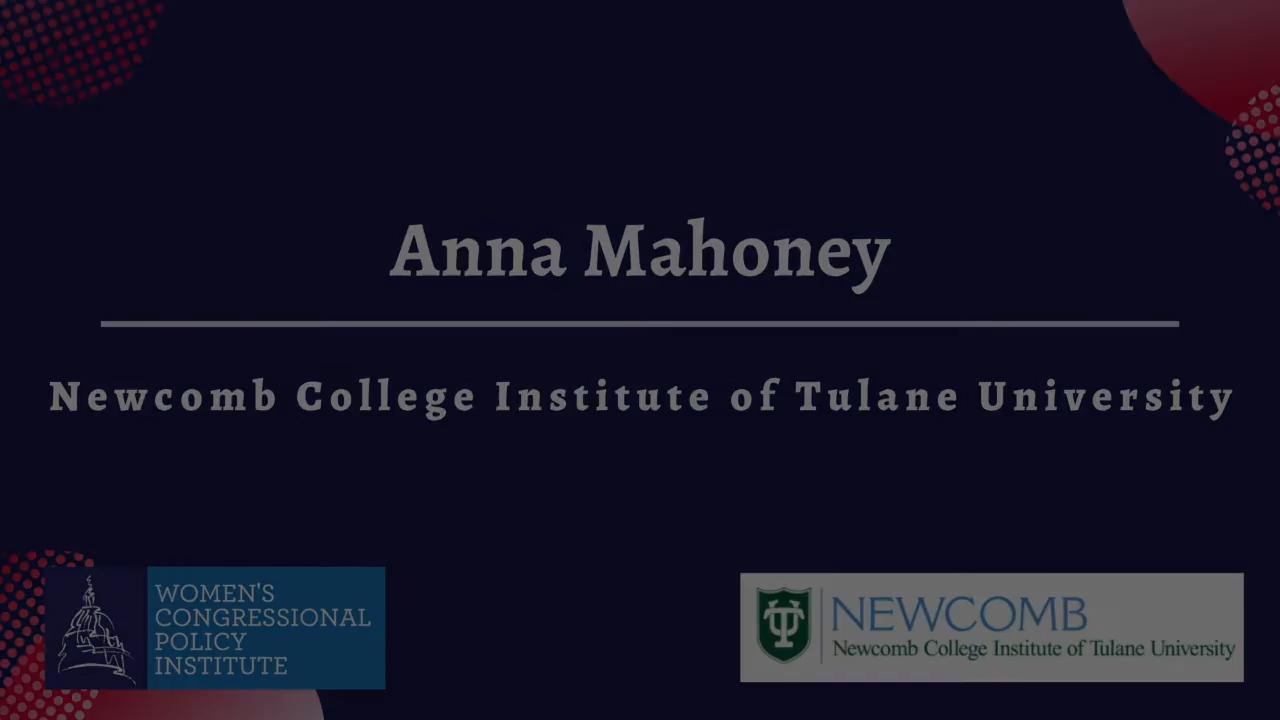 Anna Mahoney
Newcomb College Institute of Tulane University
WOMEN'S
CONGRESSIONAL
POLICY
INSTITUTE
NEWCOMB
Newcomb College Institute of Tulane University